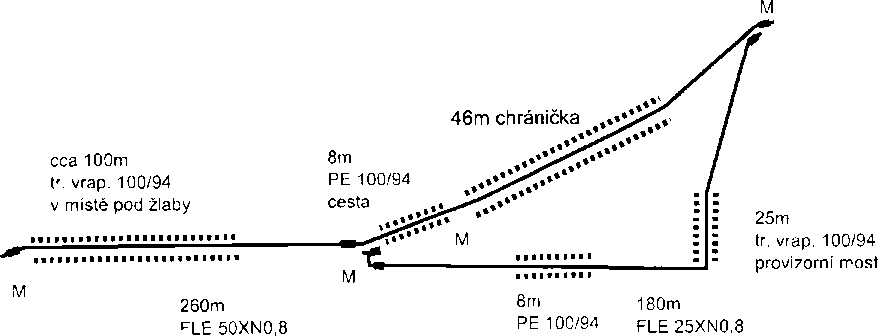 M
46m chránička
cca 100m
tr. vrap. 100/94
v místě pod žlaby
8m
PE 100/94
cesta
M
25m
tr. vrap. 100/94
provizorní most
M
M
260m
FLE 50XN0,8
8m
PE 100/94
180m
FLE 25XN0,8